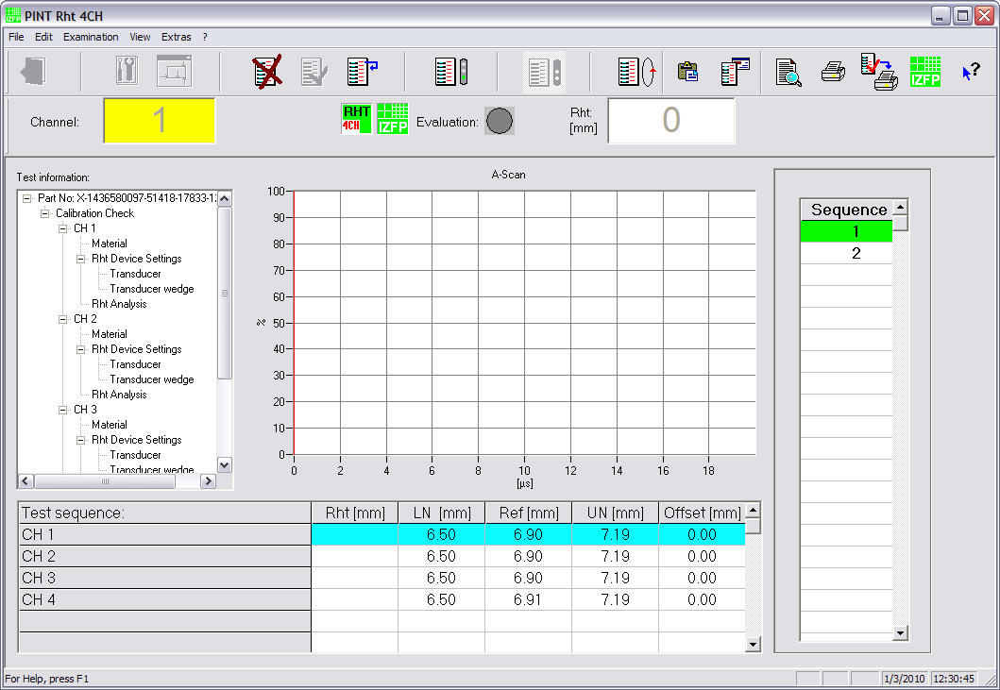 PINT Rht 4CH
File Edit Examination View Extras ?
IZFP
Channel: 1
RHT 4CH
IZFP
Evaluation:
Rht: [mm] 0
Test information:
Part No: X-1436580097-51418-17833-
Calibration Check
CH 1
Material
Rht Device Settings
Transducer
Transducer wedge
Rht Analysis
CH 2
Material
Rht Device Settings
Transducer
Transducer wedge
Rht Analysis
CH 3
Material
Rht Device Settings
Transducer
Transducer wedge
A-Scan
100
90
80
70
60
%
50
40
30
20
10
0
0 2 4 6 8 10 12 14 16 18
[µs]
Sequence
1
2
Test sequence: Rht [mm] LN [mm] Ref [mm] UN [mm] Offset [mm]
CH 1 6.50 6.90 7.19 0.00
CH 2 6.50 6.90 7.19 0.00
CH 3 6.50 6.90 7.19 0.00
CH 4 6.50 6.91 7.19 0.00
For Help, press F1 1/3/2010 12:30:45